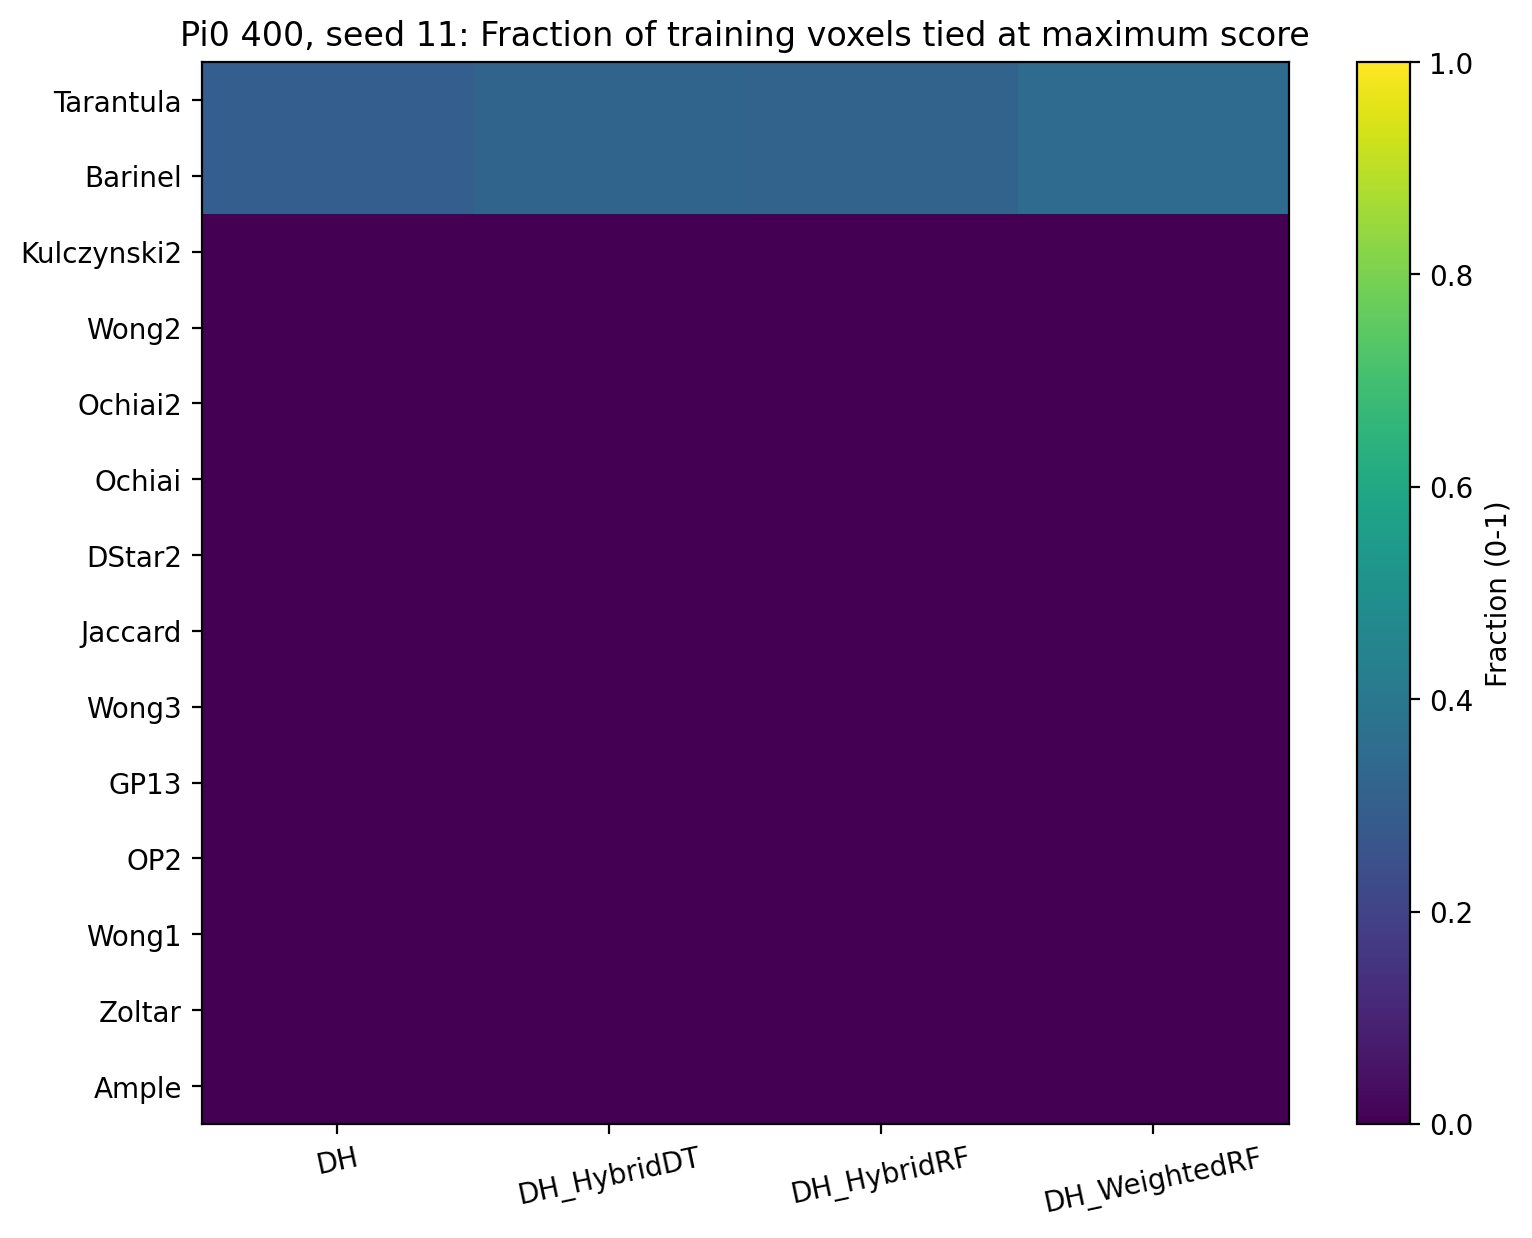 Pi0 400, seed 11: Fraction of training voxels tied at maximum score
Tarantula
Barinel
Kulczynski2
Wong2
Ochiai2
Ochiai
DStar2
Jaccard
Wong3
GP13
OP2
Wong1
Zoltar
Ample
DH
DH_HybridDT
DH_HybridRF
DH_WeightedRF
1.0
0.8
0.6
0.4
0.2
0.0
Fraction (0-1)